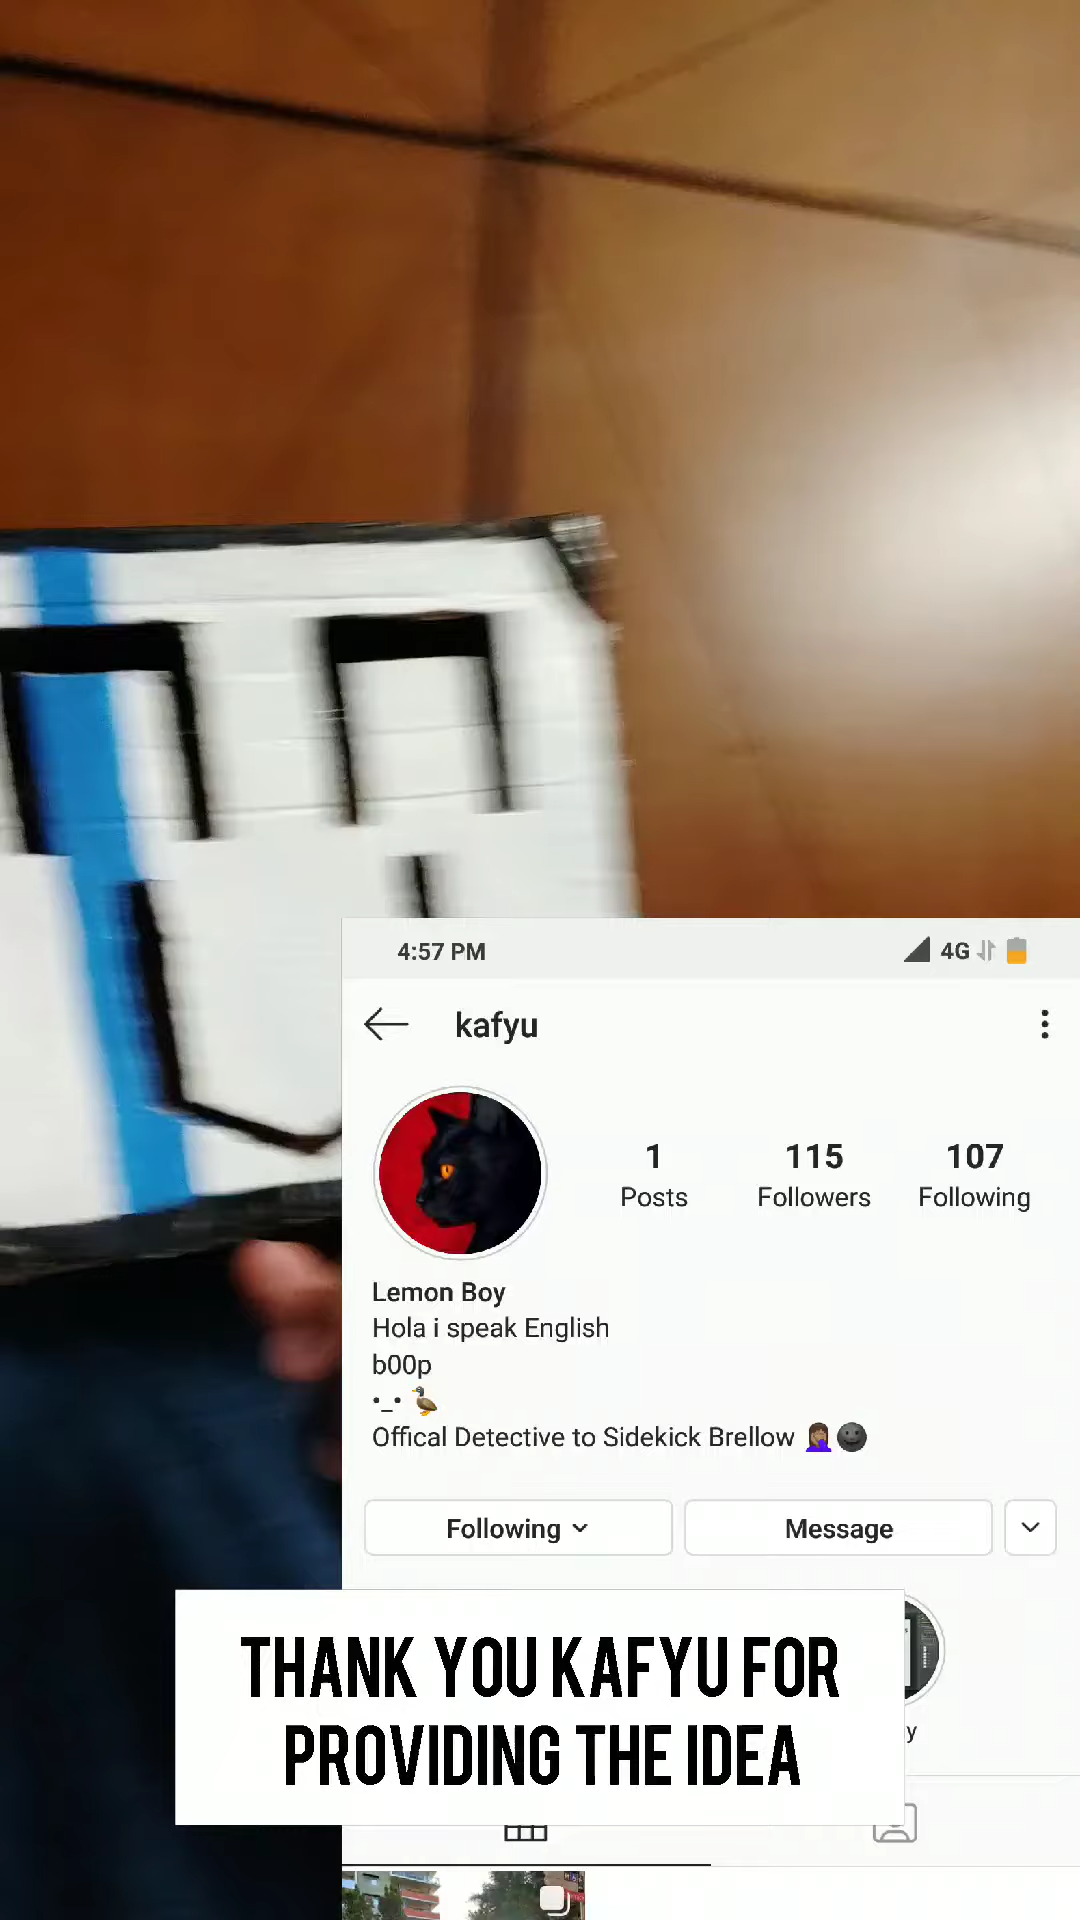 4:57 PM
4G
kafyu
1
115
107
Posts
Followers
Following
Lemon Boy
Hola i speak English
b00p
•_• 🦆
Offical Detective to Sidekick Brellow 🤦🏽‍♀️🌚
Following
Message
THANK YOU KAFYU FOR
PROVIDING THE IDEA
y